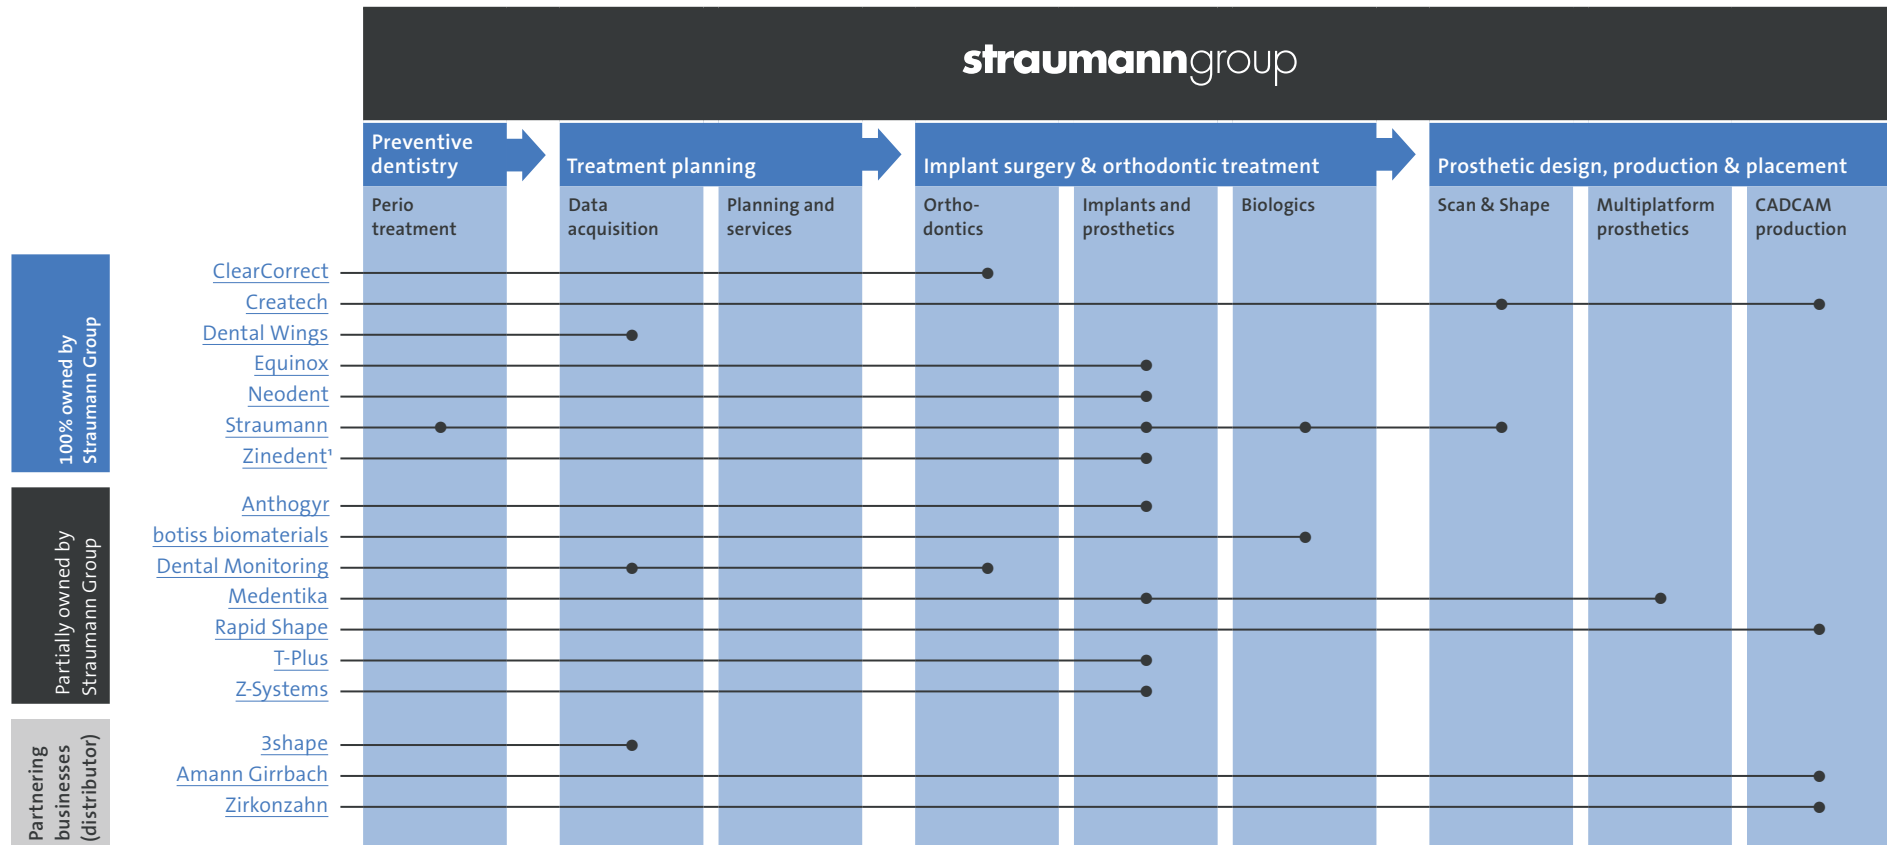 straumanngroup
Preventive
dentistry
Treatment planning
Implant surgery & orthodontic treatment
Prosthetic design, production & placement
Perio
treatment
Data
acquisition
Planning and
services
Ortho-
dontics
Implants and
prosthetics
Biologics
Scan & Shape
Multiplatform
prosthetics
CADCAM
production
100% owned by
Straumann Group
ClearCorrect
Createch
Dental Wings
Equinox
Neodent
Straumann
Zinedent¹
Partially owned by
Straumann Group
Anthogyr
botiss biomaterials
Dental Monitoring
Medentika
Rapid Shape
T-Plus
Z-Systems
Partnering
businesses
(distributor)
3shape
Amann Girrbach
Zirkonzahn